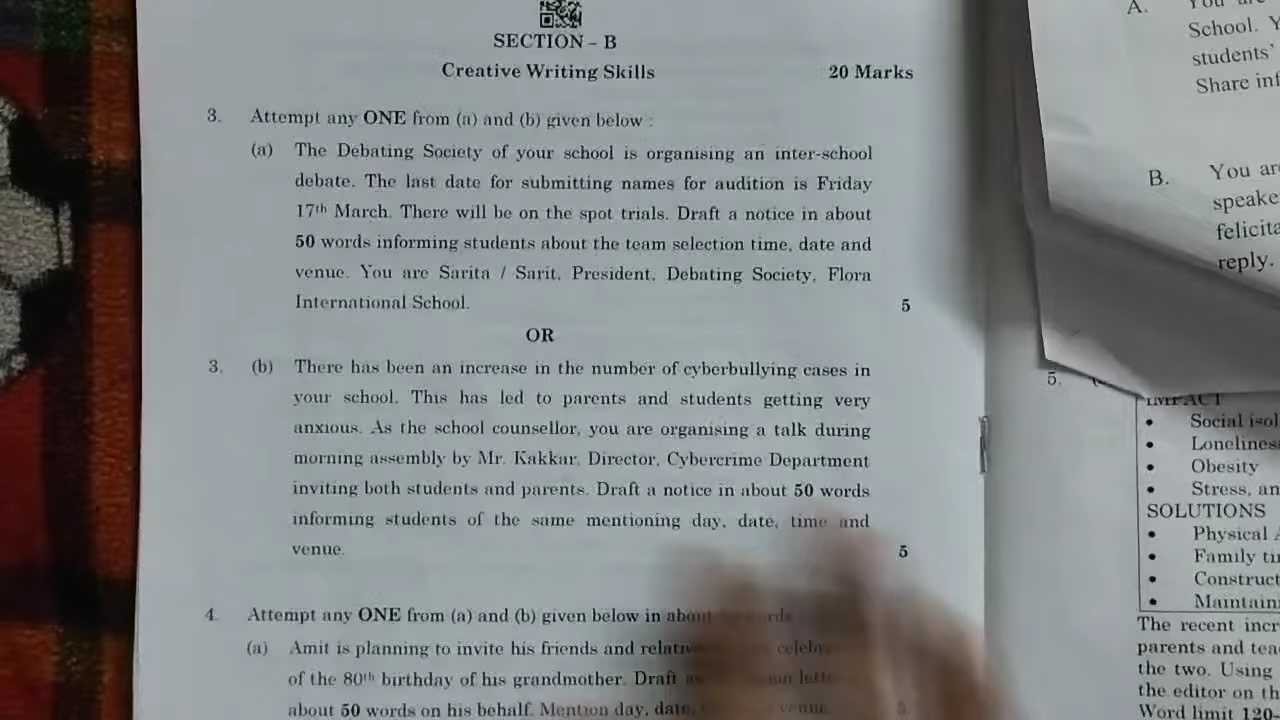 SECTION – B
Creative Writing Skills 20 Marks
3. Attempt any ONE from (a) and (b) given below :
(a) The Debating Society of your school is organising an inter-school
debate. The last date for submitting names for audition is Friday
17th March. There will be on the spot trials. Draft a notice in about
50 words informing students about the team selection time, date and
venue. You are Sarita / Sarit, President, Debating Society, Flora
International School. 5
OR
3. (b) There has been an increase in the number of cyberbullying cases in
your school. This has led to parents and students getting very
anxious. As the school counsellor, you are organising a talk during
morning assembly by Mr. Kakkar, Director, Cybercrime Department
inviting both students and parents. Draft a notice in about 50 words
informing students of the same mentioning day, date, time and
venue. 5
4. Attempt any ONE from (a) and (b) given below in about
(a) Amit is planning to invite his friends and
of the 80th birthday of his grandmother. Draft
about 50 words on his behalf. Mention day, date, venue
A. You
School.
students'
Share
B. You
felicita
reply.
5.
IMPACT
• Social
• Loneliness
• Obesity
• Stress,
SOLUTIONS
• Physical
• Family
• Construct
• Maintain
The recent
parents and
the two. Using
the editor on
Word limit 120-